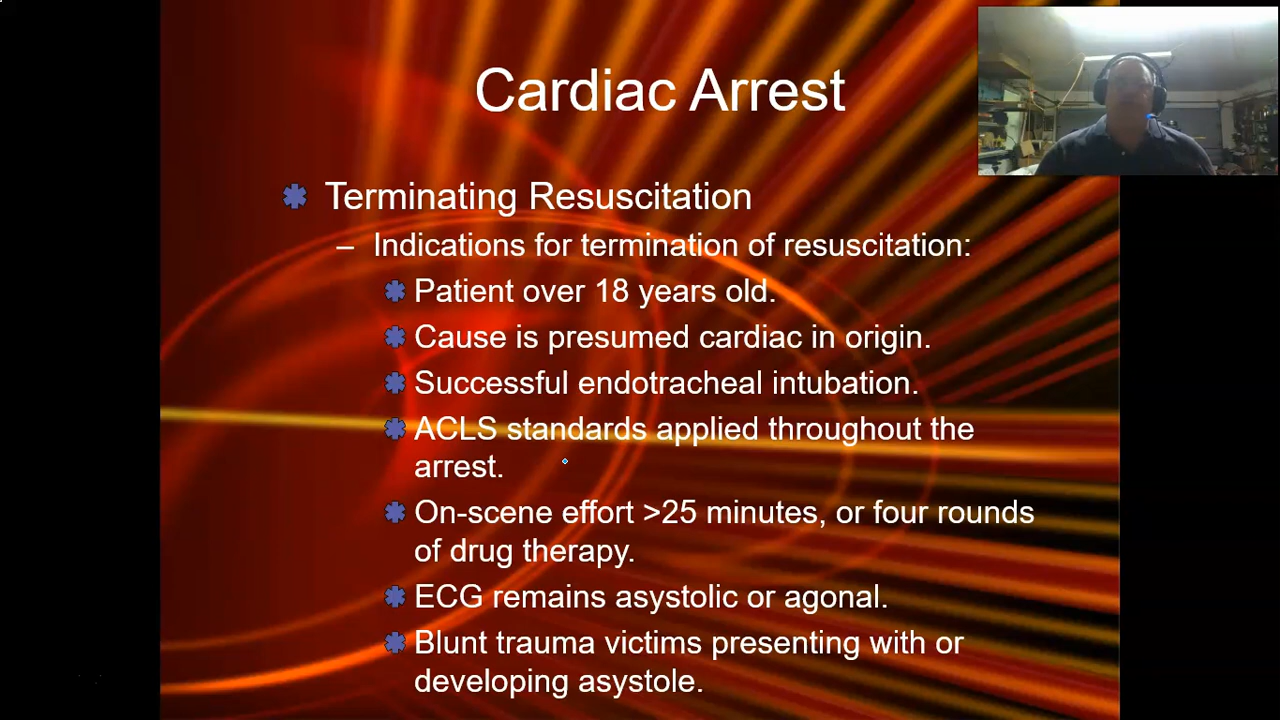 Cardiac Arrest
Terminating Resuscitation
– Indications for termination of resuscitation:
Patient over 18 years old.
Cause is presumed cardiac in origin.
Successful endotracheal intubation.
ACLS standards applied throughout the
arrest.
On-scene effort >25 minutes, or four rounds
of drug therapy.
ECG remains asystolic or agonal.
Blunt trauma victims presenting with or
developing asystole.